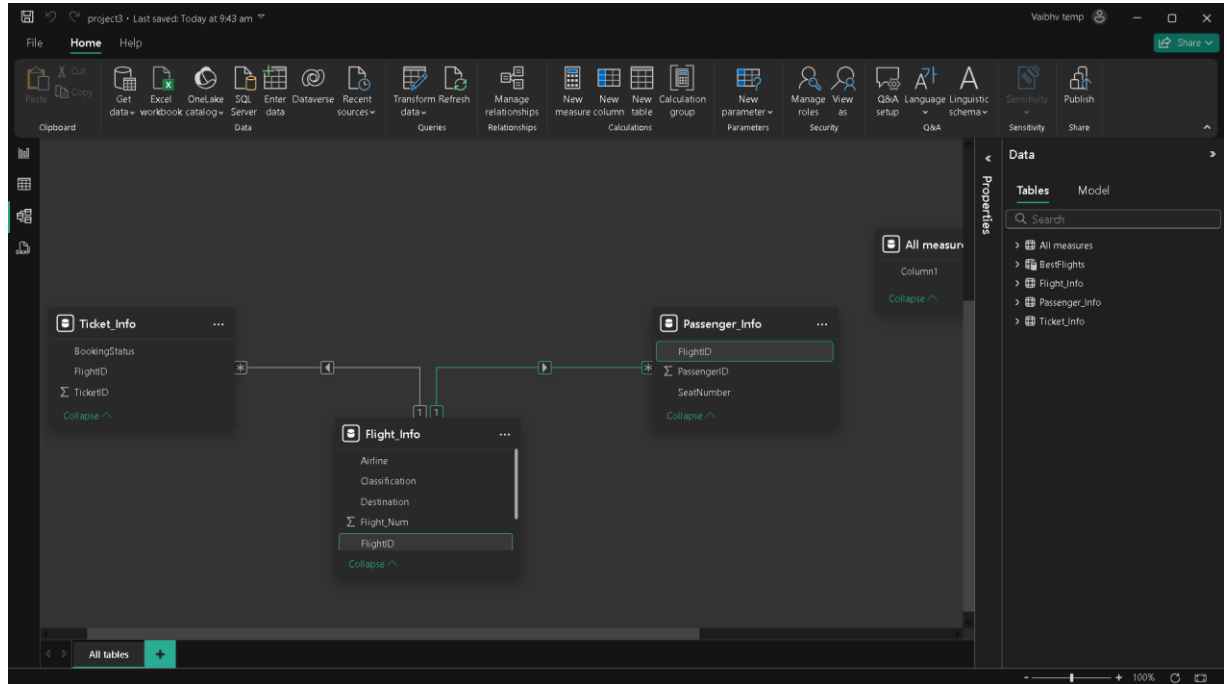 project3 • Last saved: Today at 9:43 am
Vaibhv temp
File Home Help
Share
Paste
Cut
Copy
Clipboard
Get data
Excel workbook
OneLake catalog
SQL Server
Enter data
Dataverse
Recent sources
Data
Transform data
Refresh
Queries
Manage relationships
Relationships
New measure
New column
New table
Calculation group
Calculations
New parameter
Parameters
Manage roles
View as
Security
Q&A setup
Language
Linguistic schema
Q&A
Sensitivity
Sensitivity
Publish
Share
Ticket_Info
BookingStatus
FlightID
TicketID
Collapse
Flight_Info
Airline
Classification
Destination
Flight_Num
FlightID
Collapse
Passenger_Info
FlightID
PassengerID
SeatNumber
Collapse
* 1 1 *
All measure
Column1
Collapse
Properties
Data
Tables Model
Search
All measures
BestFlights
Flight_Info
Passenger_Info
Ticket_Info
All tables
+
- + 100%